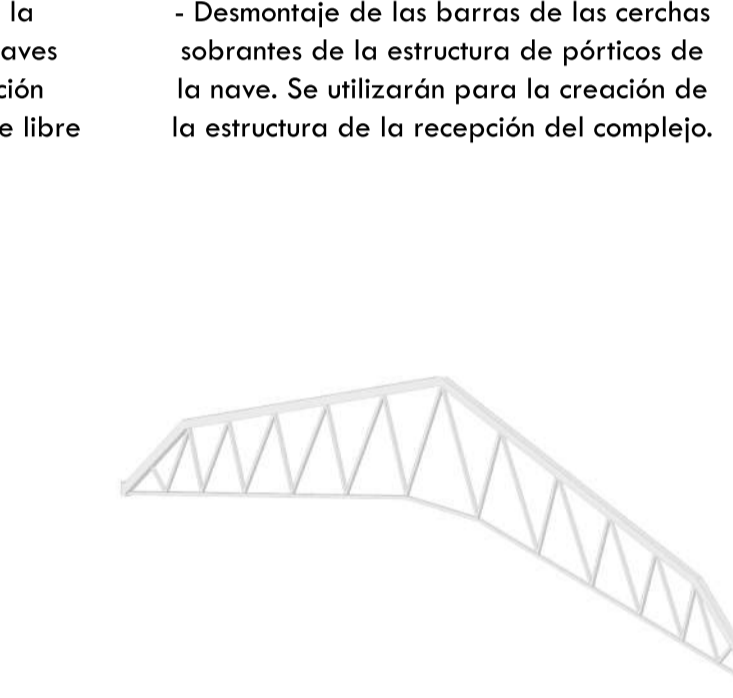 la
aves
ción
e libre
- Desmontaje de las barras de las cerchas
sobrantes de la estructura de pórticos de
la nave. Se utilizarán para la creación de
la estructura de la recepción del complejo.